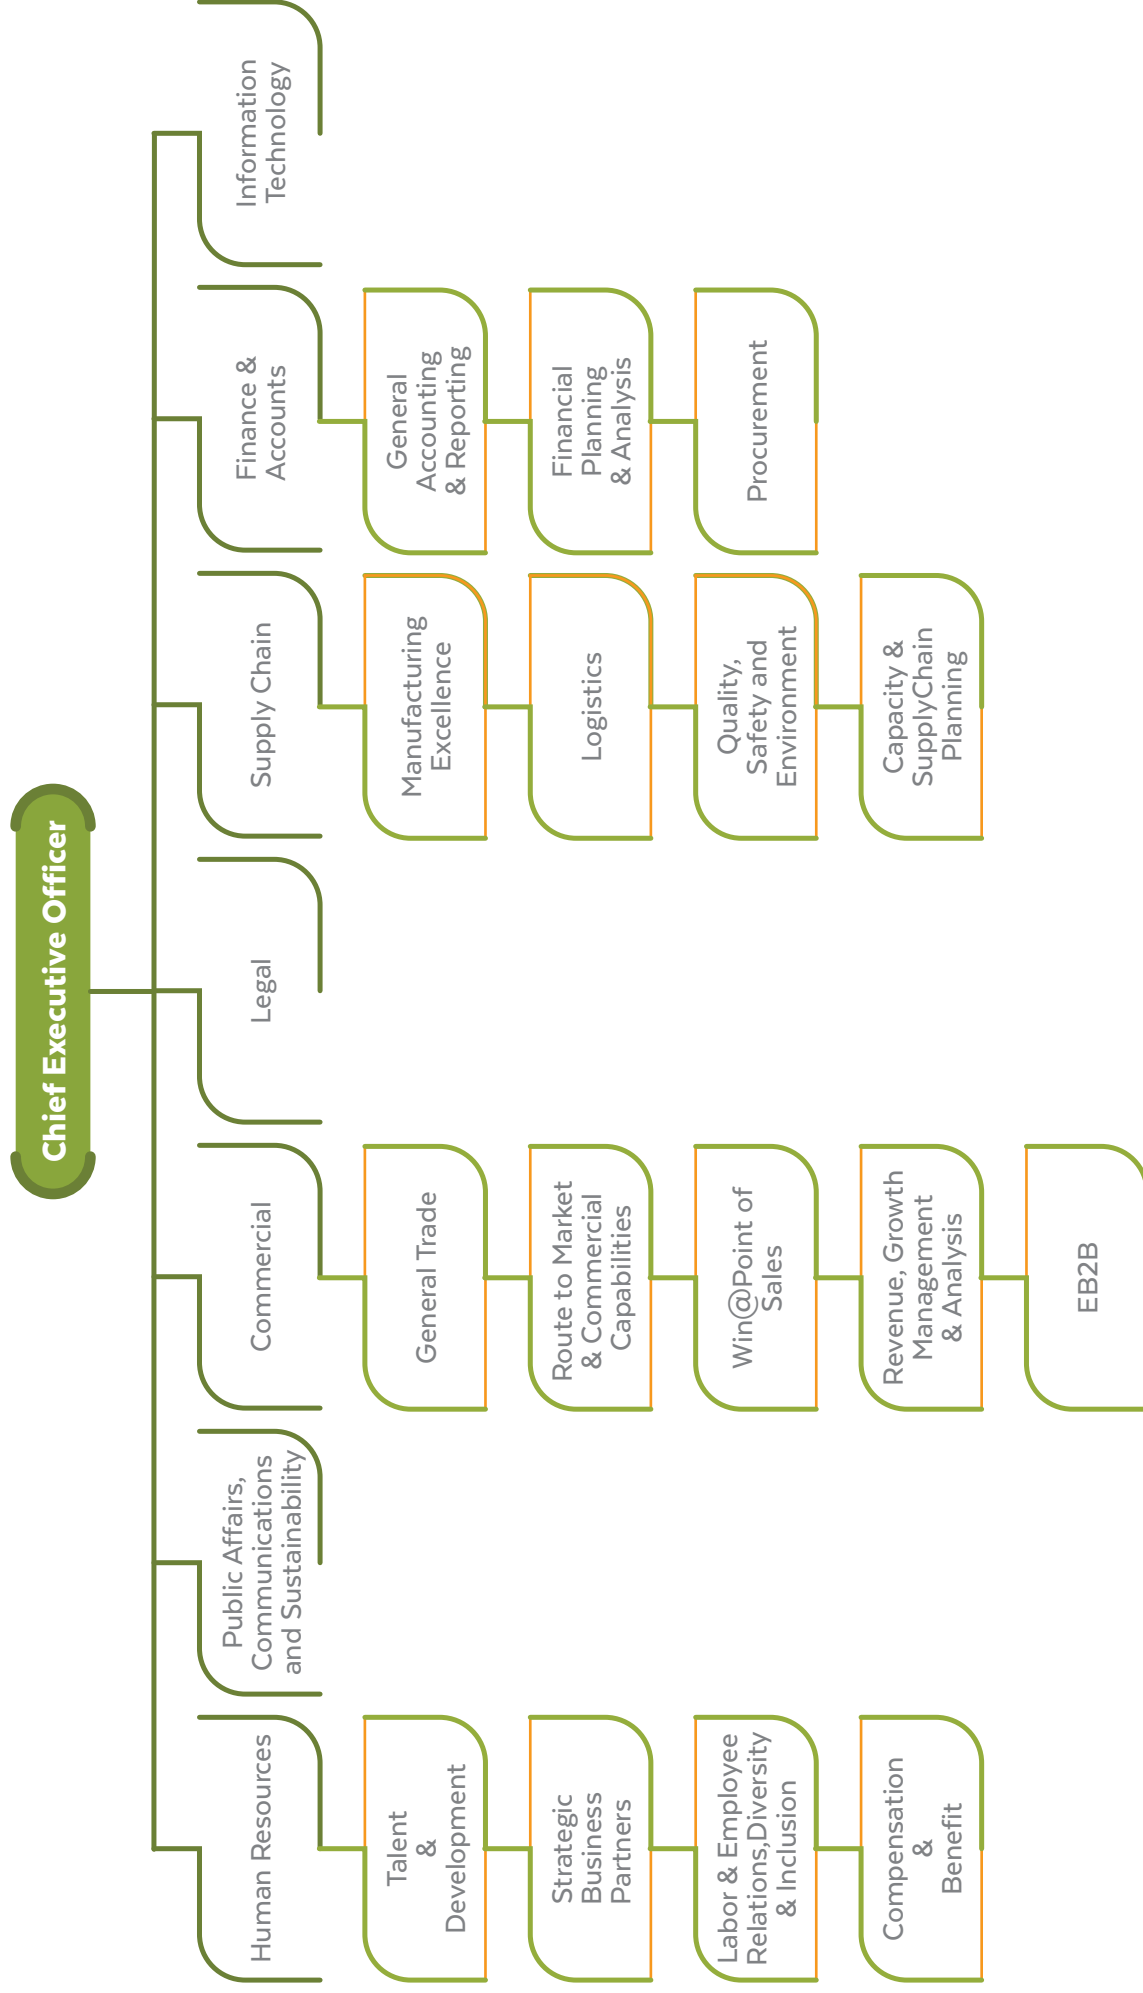 Chief Executive Officer
Human Resources
Talent
&
Development
Strategic
Business
Partners
Labor & Employee
Relations,Diversity
& Inclusion
Compensation
&
Benefit
Public Affairs,
Communications
and Sustainability
Commercial
General Trade
Route to Market
& Commercial
Capabilities
Win@Point of
Sales
Revenue, Growth
Management
& Analysis
EB2B
Legal
Supply Chain
Manufacturing
Excellence
Logistics
Quality,
Safety and
Environment
Capacity &
SupplyChain
Planning
Finance &
Accounts
General
Accounting
& Reporting
Financial
Planning
& Analysis
Procurement
Information
Technology